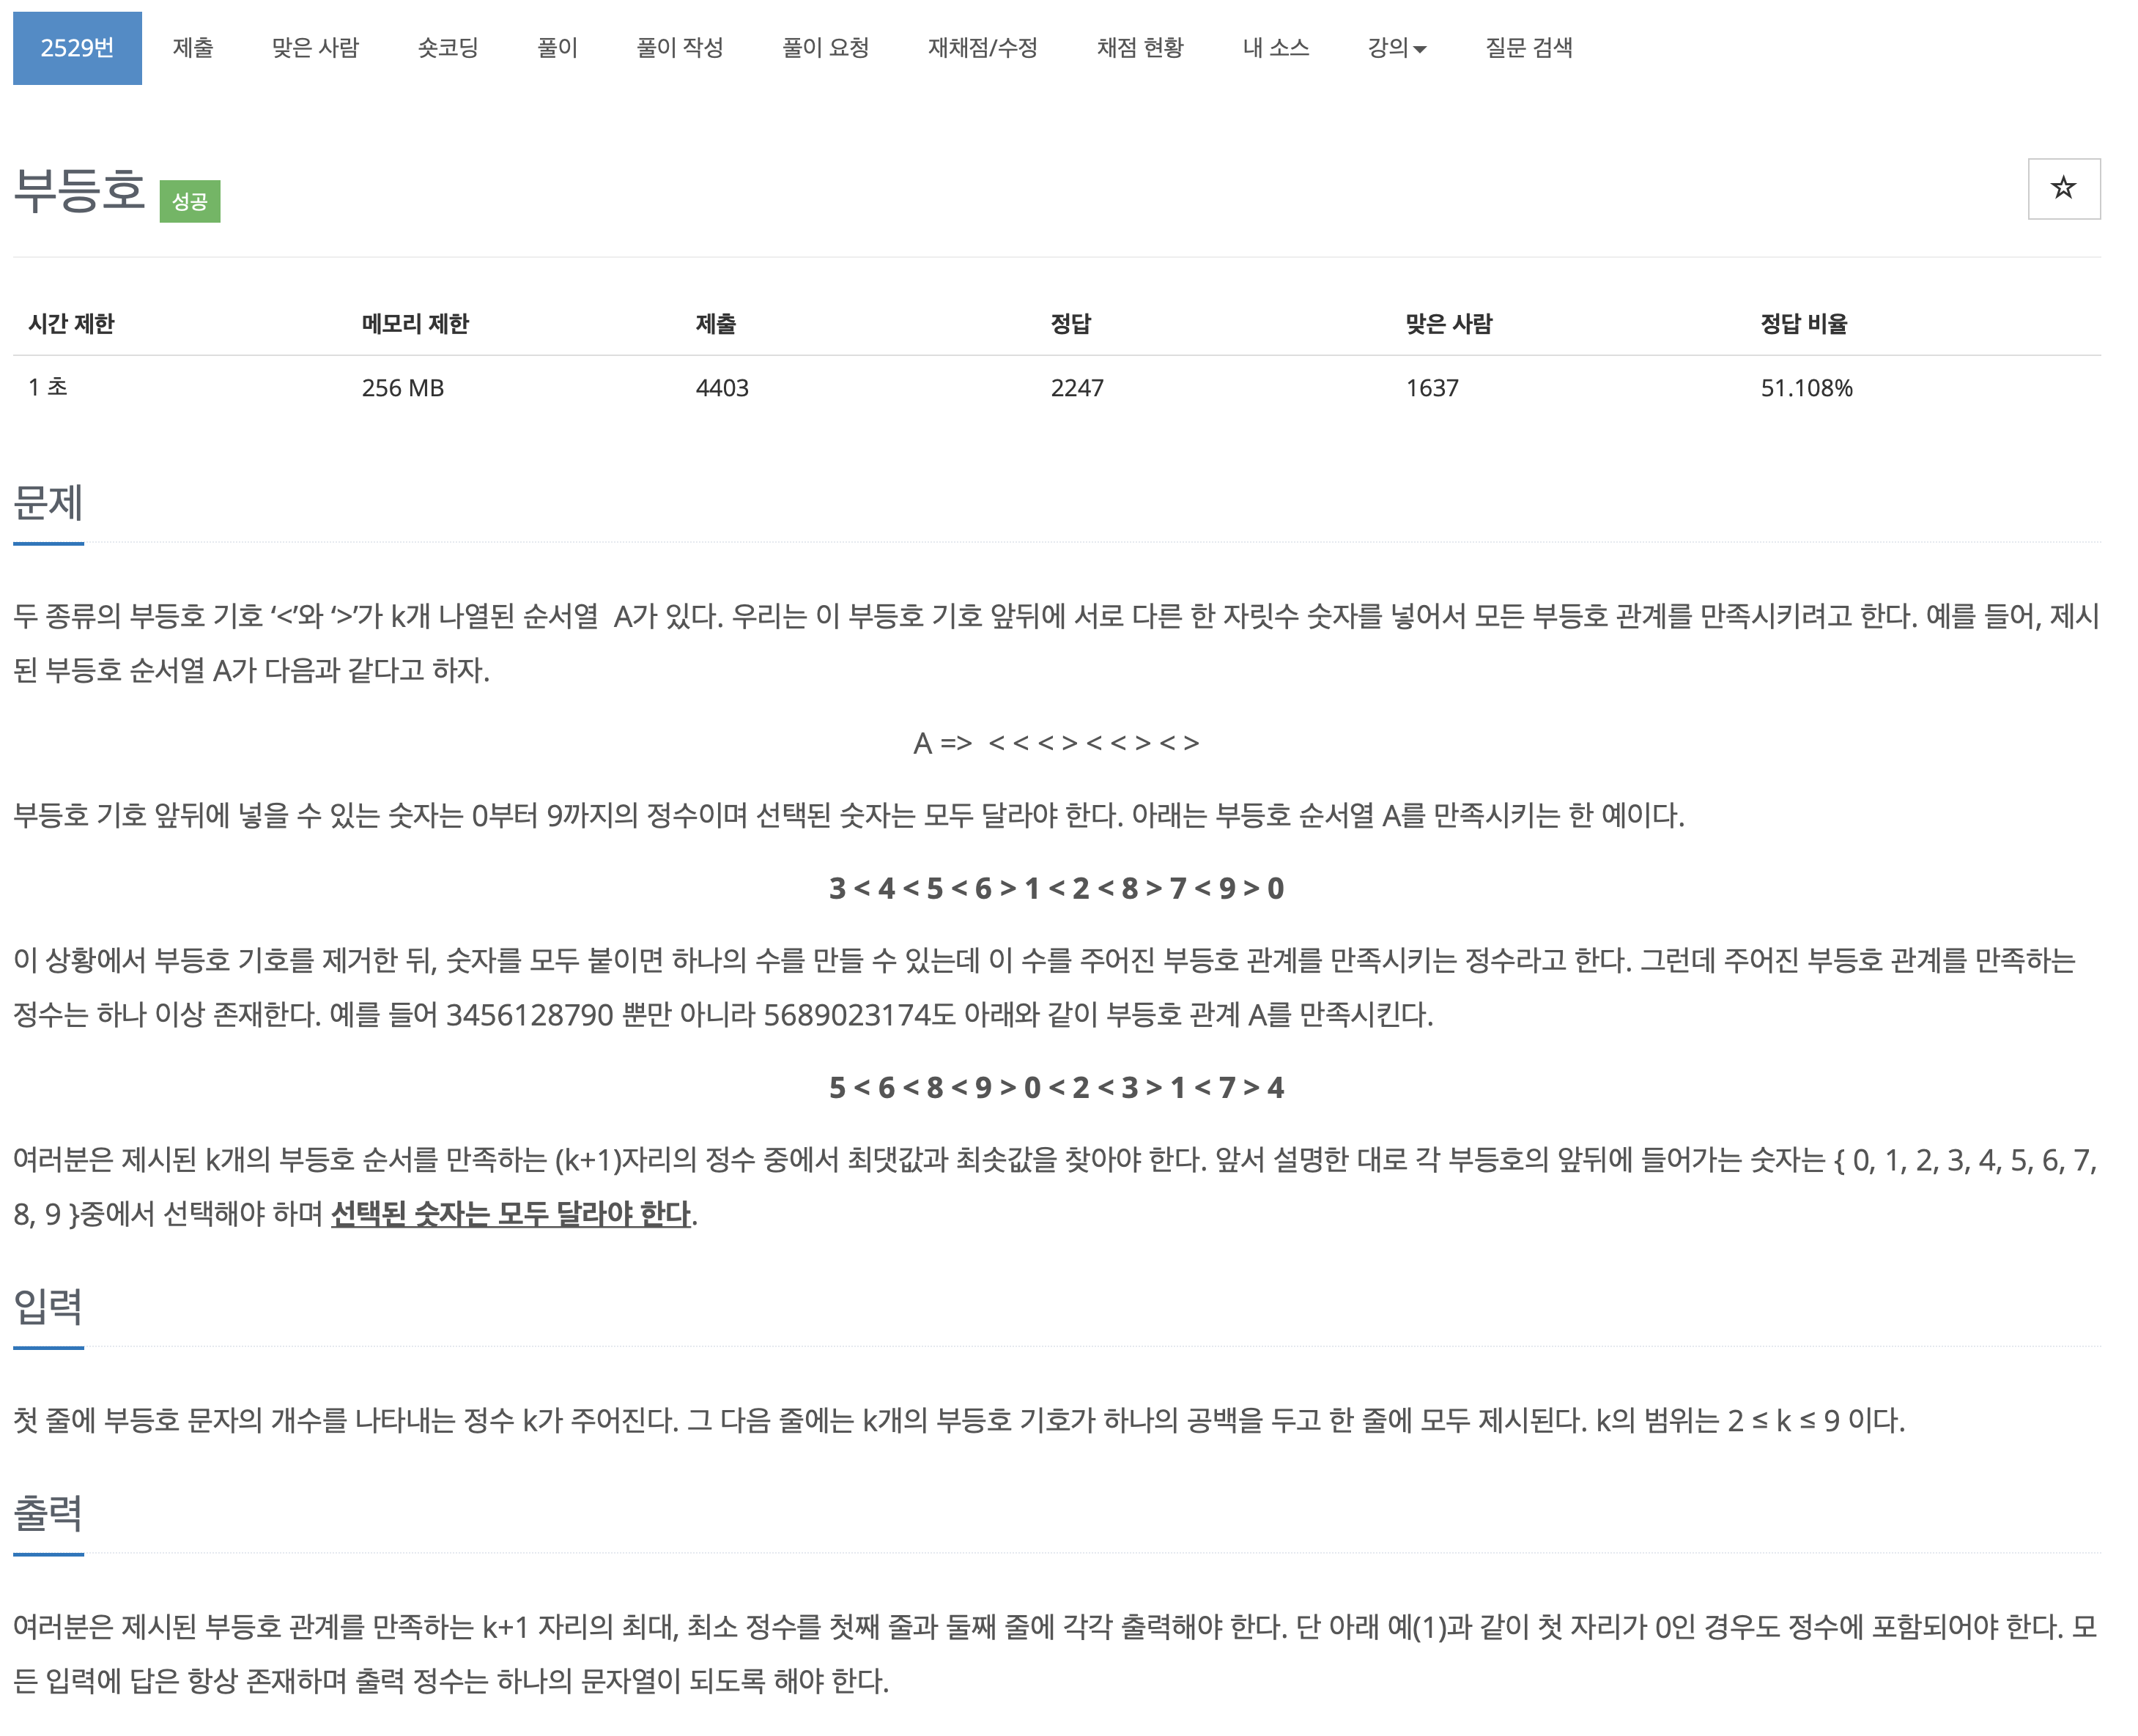 2529번 제출 맞은 사람 숏코딩 풀이 풀이 작성 풀이 요청 재채점/수정 채점 현황 내 소스 강의 질문 검색
부등호 성공
시간 제한 메모리 제한 제출 정답 맞은 사람 정답 비율
1 초 256 MB 4403 2247 1637 51.108%
문제
두 종류의 부등호 기호 ‘<’와 ‘>’가 k개 나열된 순서열  A가 있다. 우리는 이 부등호 기호 앞뒤에 서로 다른 한 자릿수 숫자를 넣어서 모든 부등호 관계를 만족시키려고 한다. 예를 들어, 제시
된 부등호 순서열 A가 다음과 같다고 하자.
A =>  < < < > < < > < >
부등호 기호 앞뒤에 넣을 수 있는 숫자는 0부터 9까지의 정수이며 선택된 숫자는 모두 달라야 한다. 아래는 부등호 순서열 A를 만족시키는 한 예이다.
3 < 4 < 5 < 6 > 1 < 2 < 8 > 7 < 9 > 0
이 상황에서 부등호 기호를 제거한 뒤, 숫자를 모두 붙이면 하나의 수를 만들 수 있는데 이 수를 주어진 부등호 관계를 만족시키는 정수라고 한다. 그런데 주어진 부등호 관계를 만족하는
정수는 하나 이상 존재한다. 예를 들어 3456128790 뿐만 아니라 5689023174도 아래와 같이 부등호 관계 A를 만족시킨다.
5 < 6 < 8 < 9 > 0 < 2 < 3 > 1 < 7 > 4
여러분은 제시된 k개의 부등호 순서를 만족하는 (k+1)자리의 정수 중에서 최댓값과 최솟값을 찾아야 한다. 앞서 설명한 대로 각 부등호의 앞뒤에 들어가는 숫자는 { 0, 1, 2, 3, 4, 5, 6, 7,
8, 9 }중에서 선택해야 하며 선택된 숫자는 모두 달라야 한다.
입력
첫 줄에 부등호 문자의 개수를 나타내는 정수 k가 주어진다. 그 다음 줄에는 k개의 부등호 기호가 하나의 공백을 두고 한 줄에 모두 제시된다. k의 범위는 2 ≤ k ≤ 9 이다.
출력
여러분은 제시된 부등호 관계를 만족하는 k+1 자리의 최대, 최소 정수를 첫째 줄과 둘째 줄에 각각 출력해야 한다. 단 아래 예(1)과 같이 첫 자리가 0인 경우도 정수에 포함되어야 한다. 모
든 입력에 답은 항상 존재하며 출력 정수는 하나의 문자열이 되도록 해야 한다.